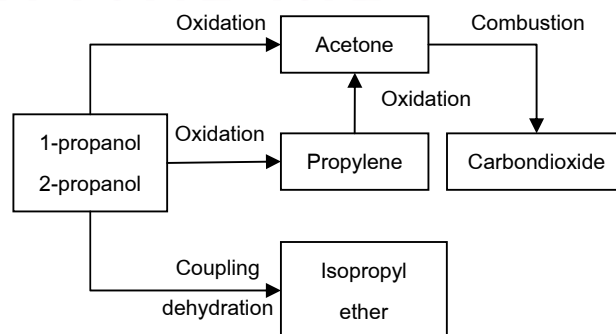 Oxidation
Acetone
Combustion
Oxidation
1-propanol
2-propanol
Oxidation
Propylene
Carbondioxide
Coupling
dehydration
Isopropyl
ether